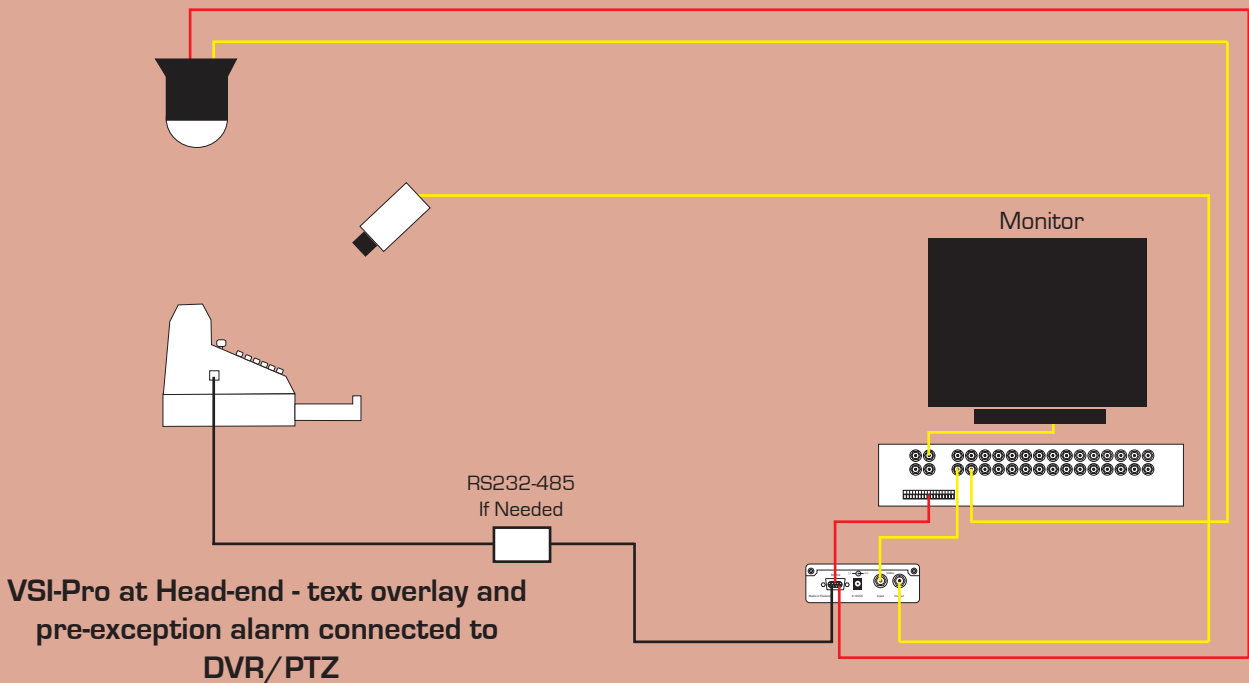 Monitor
RS232-485
If Needed
VSI-Pro at Head-end - text overlay and
pre-exception alarm connected to
DVR/PTZ